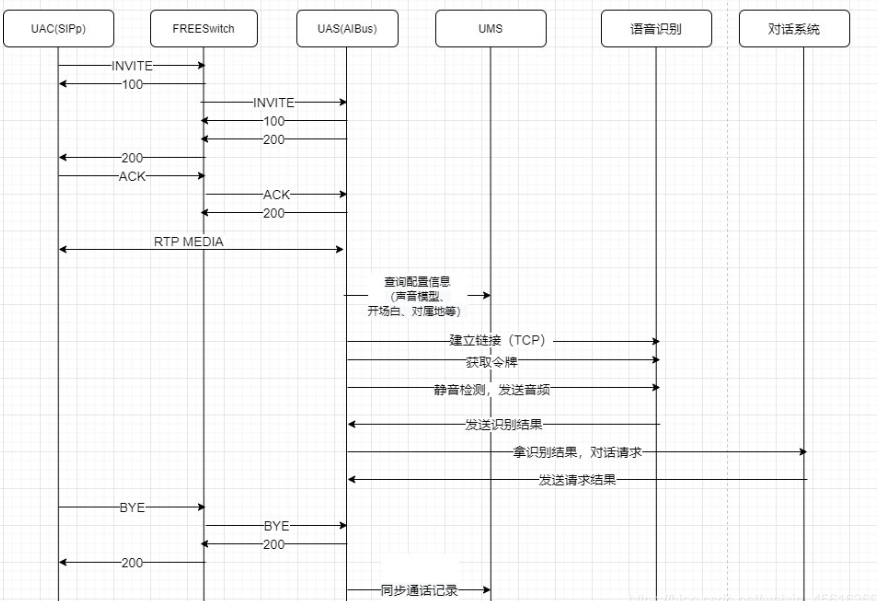 UAC(SIPp)
FREESwitch
UAS(AIBus)
UMS
语音识别
对话系统
INVITE
100
INVITE
100
200
200
ACK
ACK
200
RTP MEDIA
查询配置信息
（声音模型、
开场白、对属地等）
建立链接（TCP）
获取令牌
静音检测，发送音频
发送识别结果
拿识别结果，对话请求
发送请求结果
BYE
BYE
200
200
同步通话记录